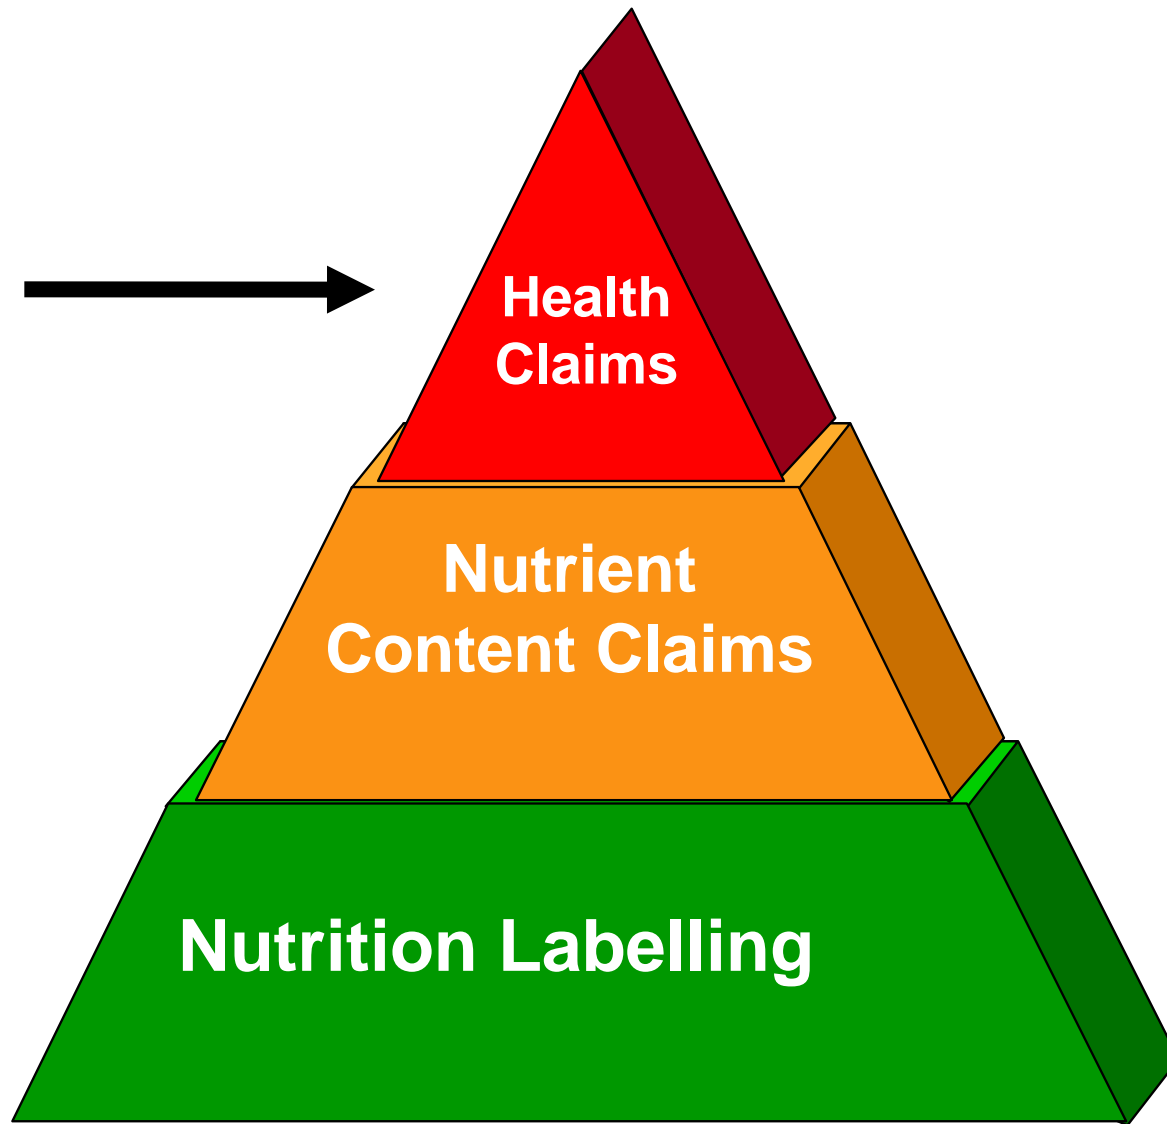 Health
Claims
Nutrient
Content Claims
Nutrition Labelling